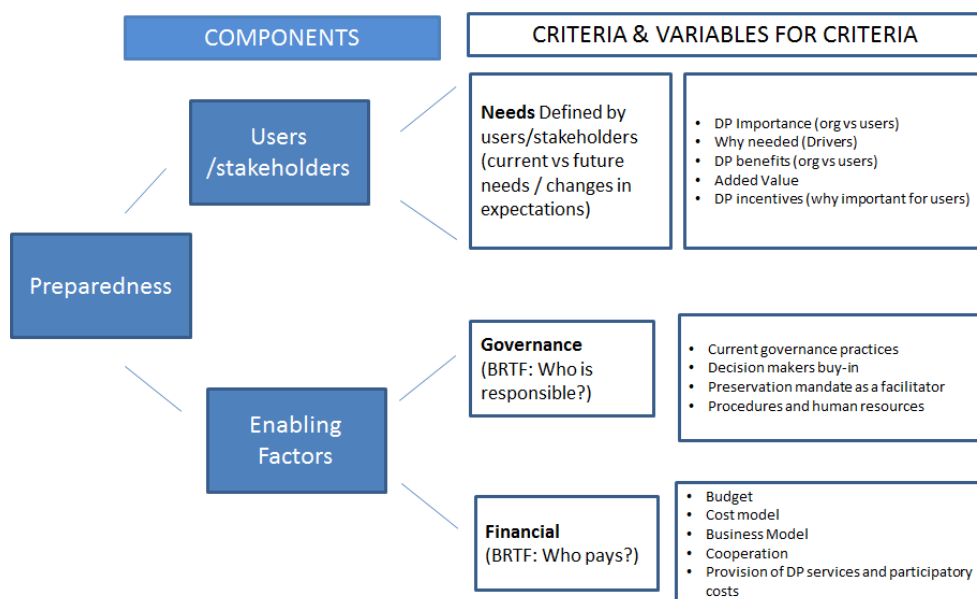 COMPONENTS
CRITERIA & VARIABLES FOR CRITERIA
Users
/stakeholders
Needs Defined by
users/stakeholders
(current vs future
needs / changes in
expectations)
• DP Importance (org vs users)
• Why needed (Drivers)
• DP benefits (org vs users)
• Added Value
• DP incentives (why important for users)
Preparedness
Enabling
Factors
Governance
(BRTF: Who is
responsible?)
• Current governance practices
• Decision makers buy-in
• Preservation mandate as a facilitator
• Procedures and human resources
Financial
(BRTF: Who pays?)
• Budget
• Cost model
• Business Model
• Cooperation
• Provision of DP services and participatory
costs